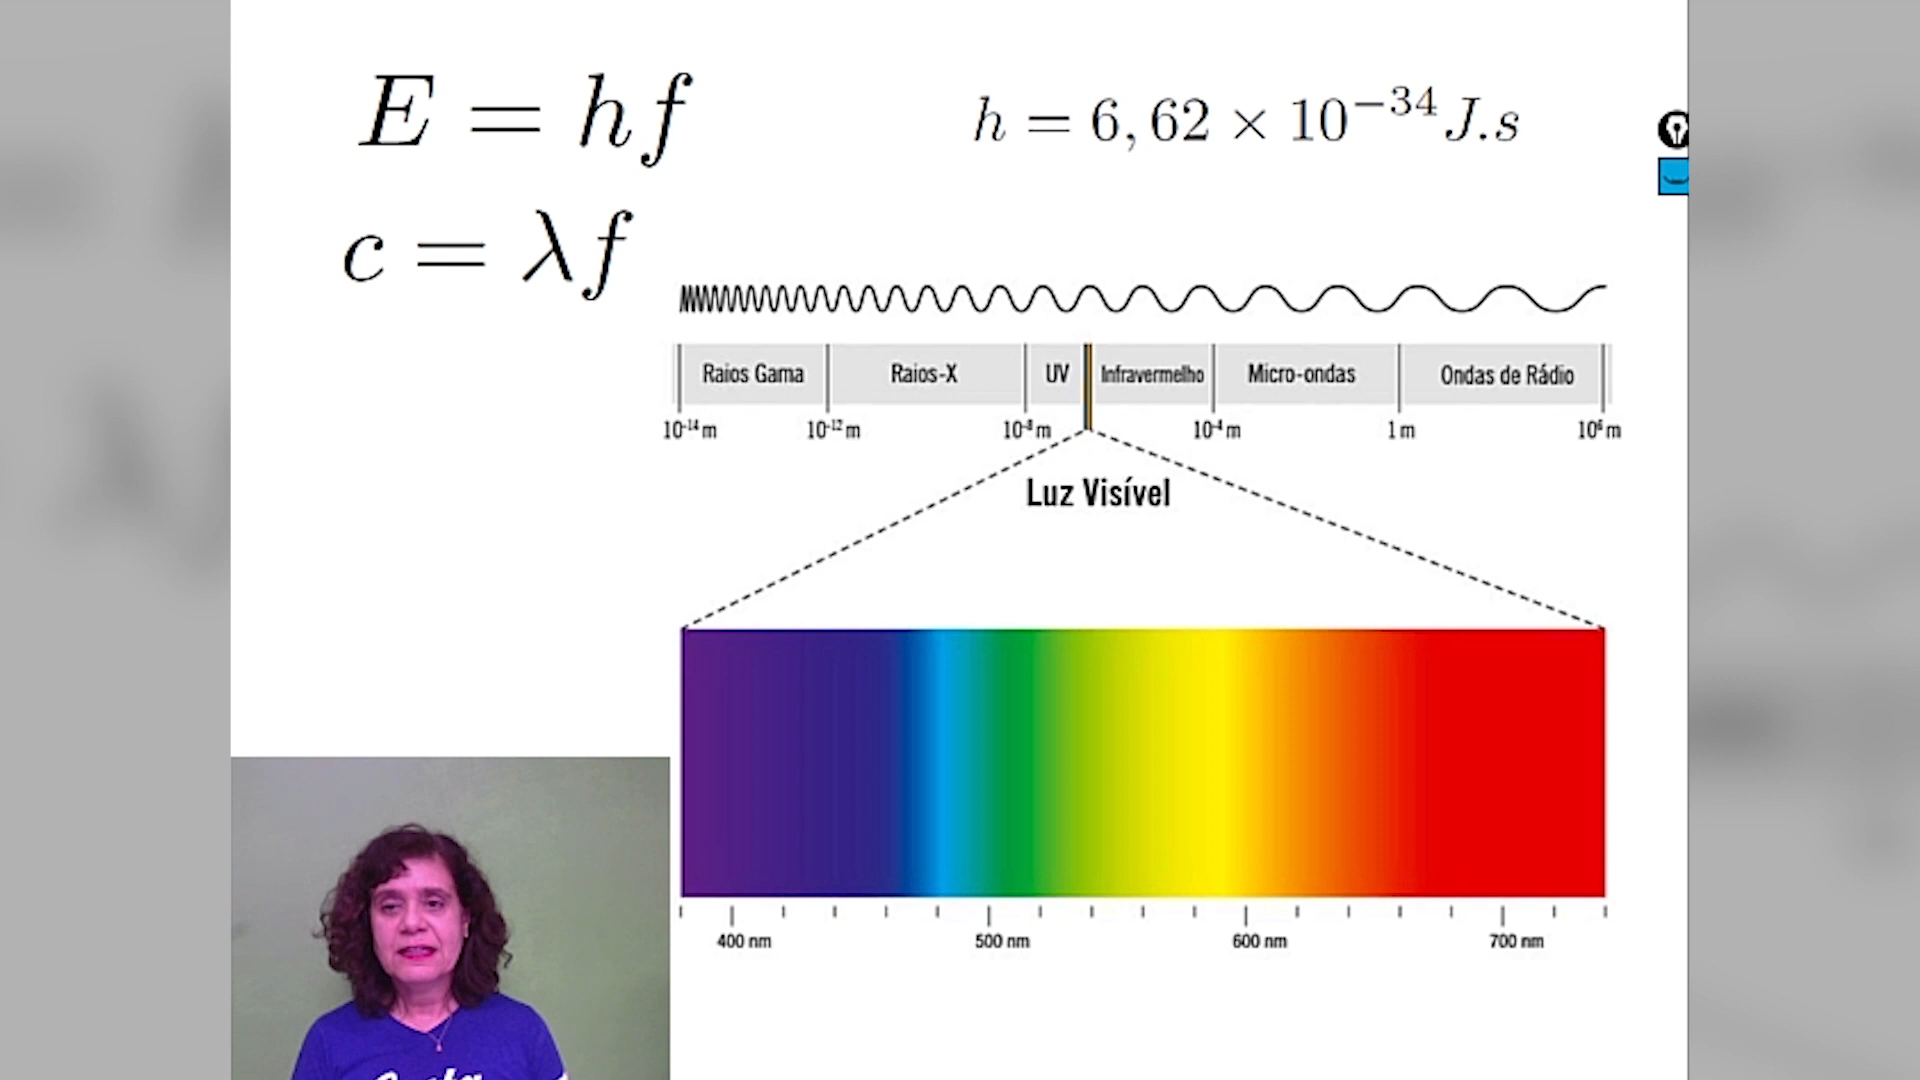 E = hf
h = 6, 62 × 10⁻³⁴ J.s
c = λf
Raios Gama Raios-X UV Infravermelho Micro-ondas Ondas de Rádio
10⁻¹⁴ m 10⁻¹² m 10⁻⁸ m 10⁻⁴ m 1 m 10⁶ m
Luz Visível
400 nm 500 nm 600 nm 700 nm